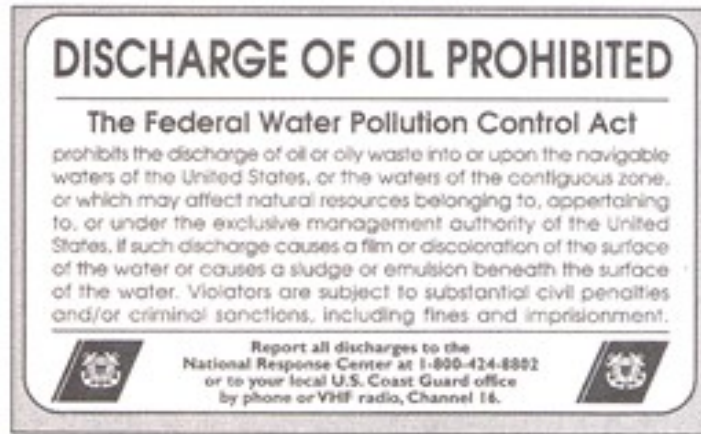 DISCHARGE OF OIL PROHIBITED
The Federal Water Pollution Control Act
prohibits the discharge of oil or oily waste into or upon the navigable
waters of the United States, or the waters of the contiguous zone,
or which may affect natural resources belonging to, appertaining
to, or under the exclusive management authority of the United
States, if such discharge causes a film or discoloration of the surface
of the water or causes a sludge or emulsion beneath the surface
of the water. Violators are subject to substantial civil penalties
and/or criminal sanctions, including fines and imprisionment.
Report all discharges to the
National Response Center at 1-800-424-8802
or to your local U.S. Coast Guard office
by phone or VHF radio, Channel 16.